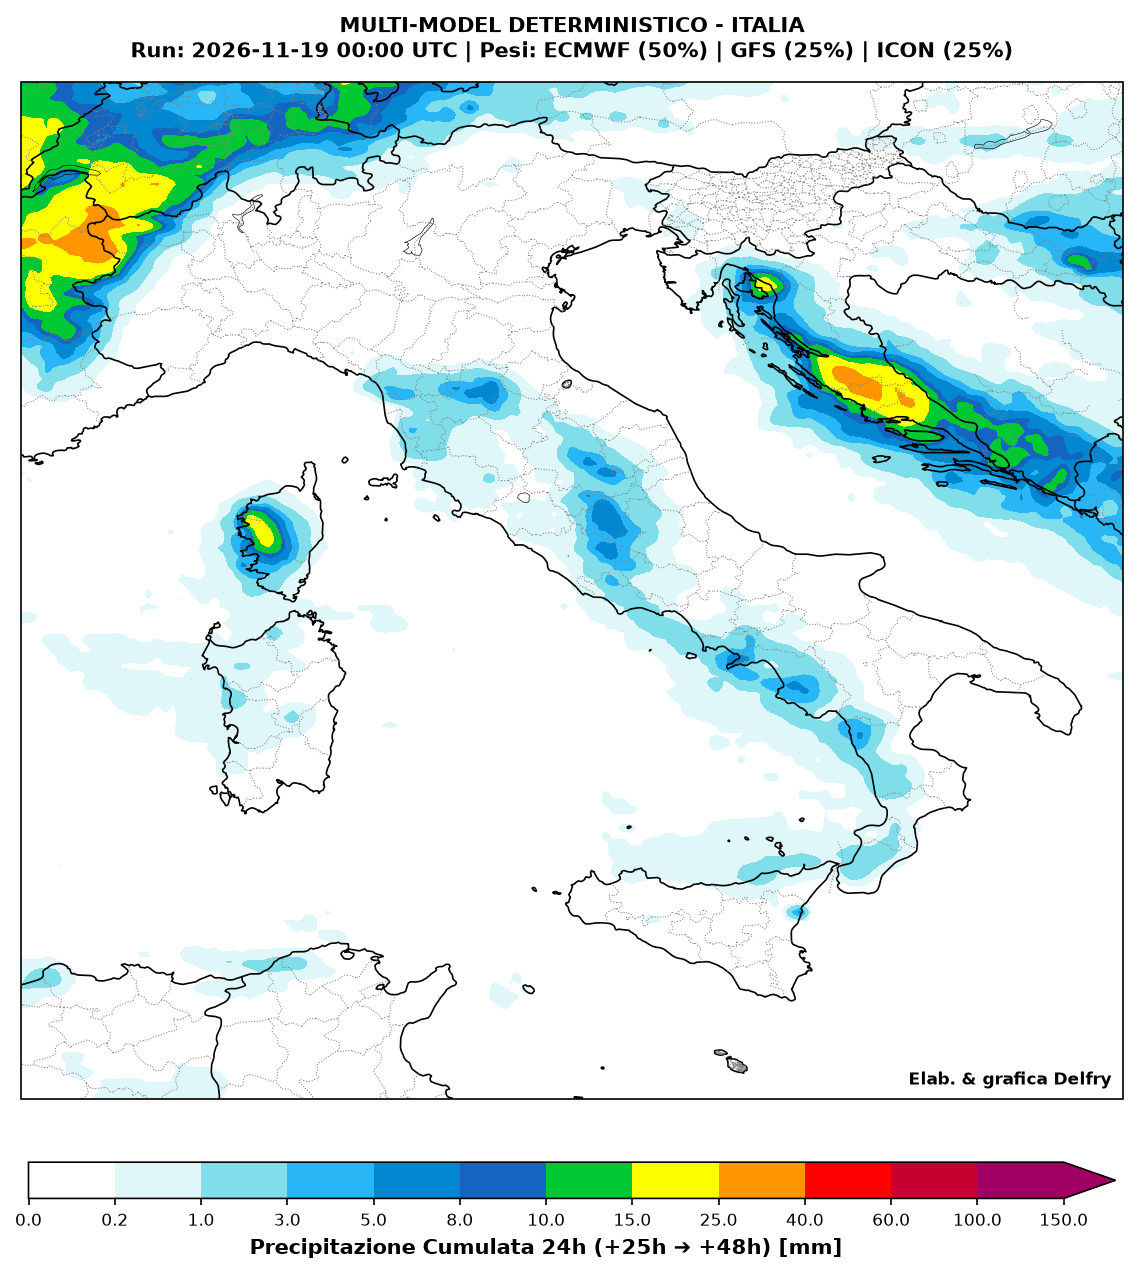 MULTI-MODEL DETERMINISTICO - ITALIA
Run: 2026-11-19 00:00 UTC | Pesi: ECMWF (50%) | GFS (25%) | ICON (25%)
Elab. & grafica Delfry
0.0 0.2 1.0 3.0 5.0 8.0 10.0 15.0 25.0 40.0 60.0 100.0 150.0
Precipitazione Cumulata 24h (+25h → +48h) [mm]